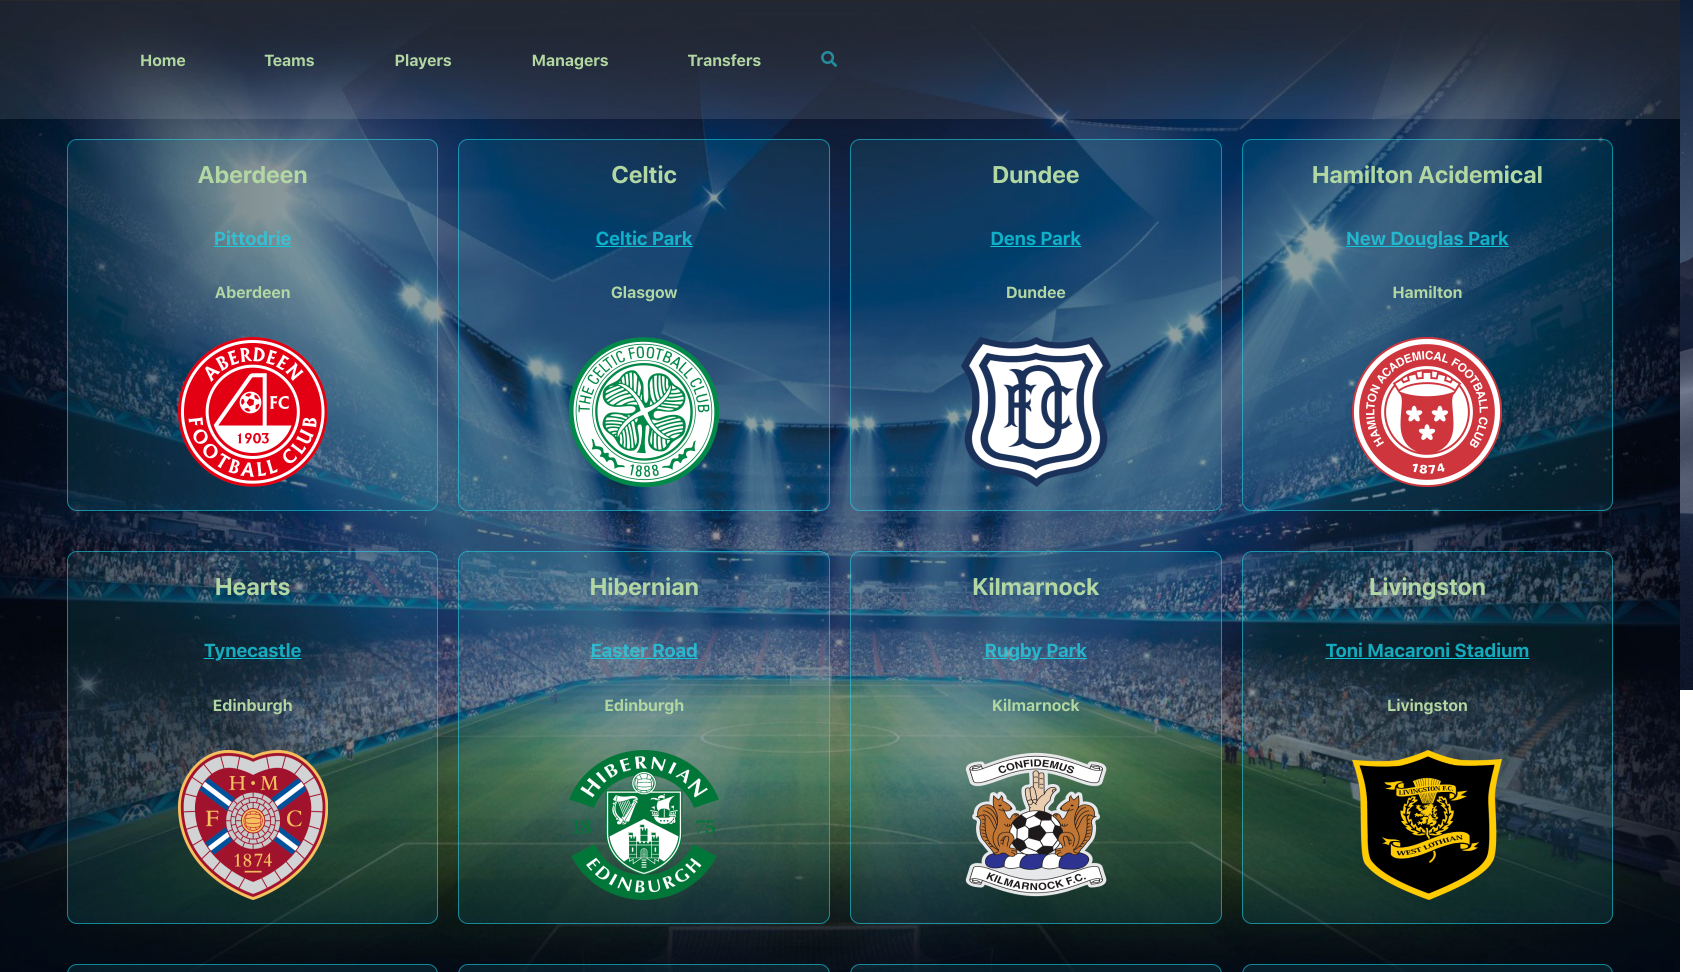 Home Teams Players Managers Transfers
Aberdeen
Pittodrie
Aberdeen
ABERDEEN
FC
1903
FOOTBALL CLUB
Celtic
Celtic Park
Glasgow
THE CELTIC FOOTBALL CLUB
1888
Dundee
Dens Park
Dundee
DFC
Hamilton Acidemical
New Douglas Park
Hamilton
HAMILTON ACADEMICAL FOOTBALL CLUB
1874
Hearts
Tynecastle
Edinburgh
H·M
F C
1874
Hibernian
Easter Road
Edinburgh
HIBERNIAN
18 75
EDINBURGH
Kilmarnock
Rugby Park
Kilmarnock
CONFIDEMUS
KILMARNOCK F.C.
Livingston
Toni Macaroni Stadium
Livingston
LIVINGSTON F.C.
WEST LOTHIAN